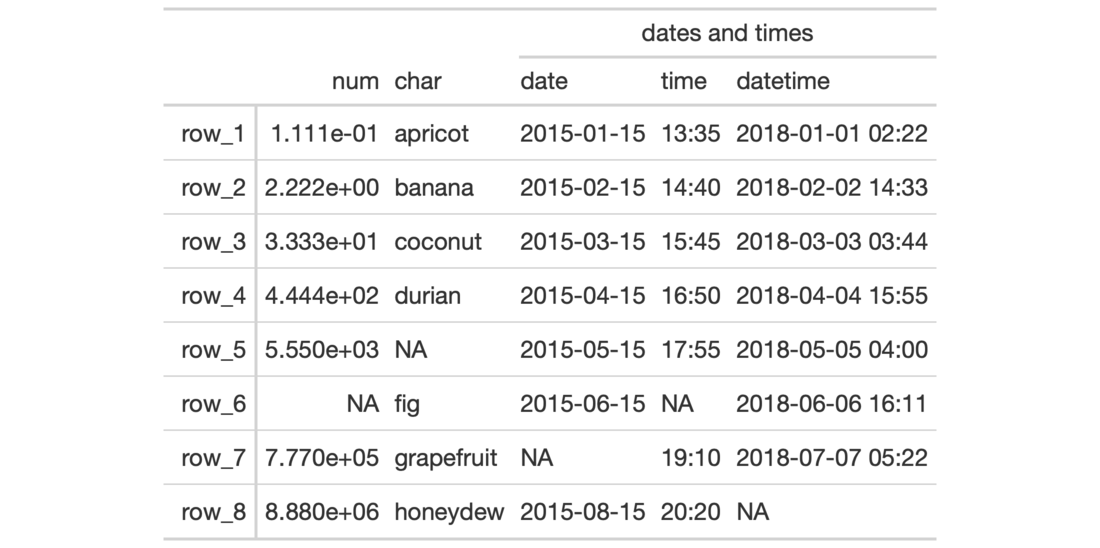 dates and times
num char date time datetime
row_1 1.111e-01 apricot 2015-01-15 13:35 2018-01-01 02:22
row_2 2.222e+00 banana 2015-02-15 14:40 2018-02-02 14:33
row_3 3.333e+01 coconut 2015-03-15 15:45 2018-03-03 03:44
row_4 4.444e+02 durian 2015-04-15 16:50 2018-04-04 15:55
row_5 5.550e+03 NA 2015-05-15 17:55 2018-05-05 04:00
row_6 NA fig 2015-06-15 NA 2018-06-06 16:11
row_7 7.770e+05 grapefruit NA 19:10 2018-07-07 05:22
row_8 8.880e+06 honeydew 2015-08-15 20:20 NA